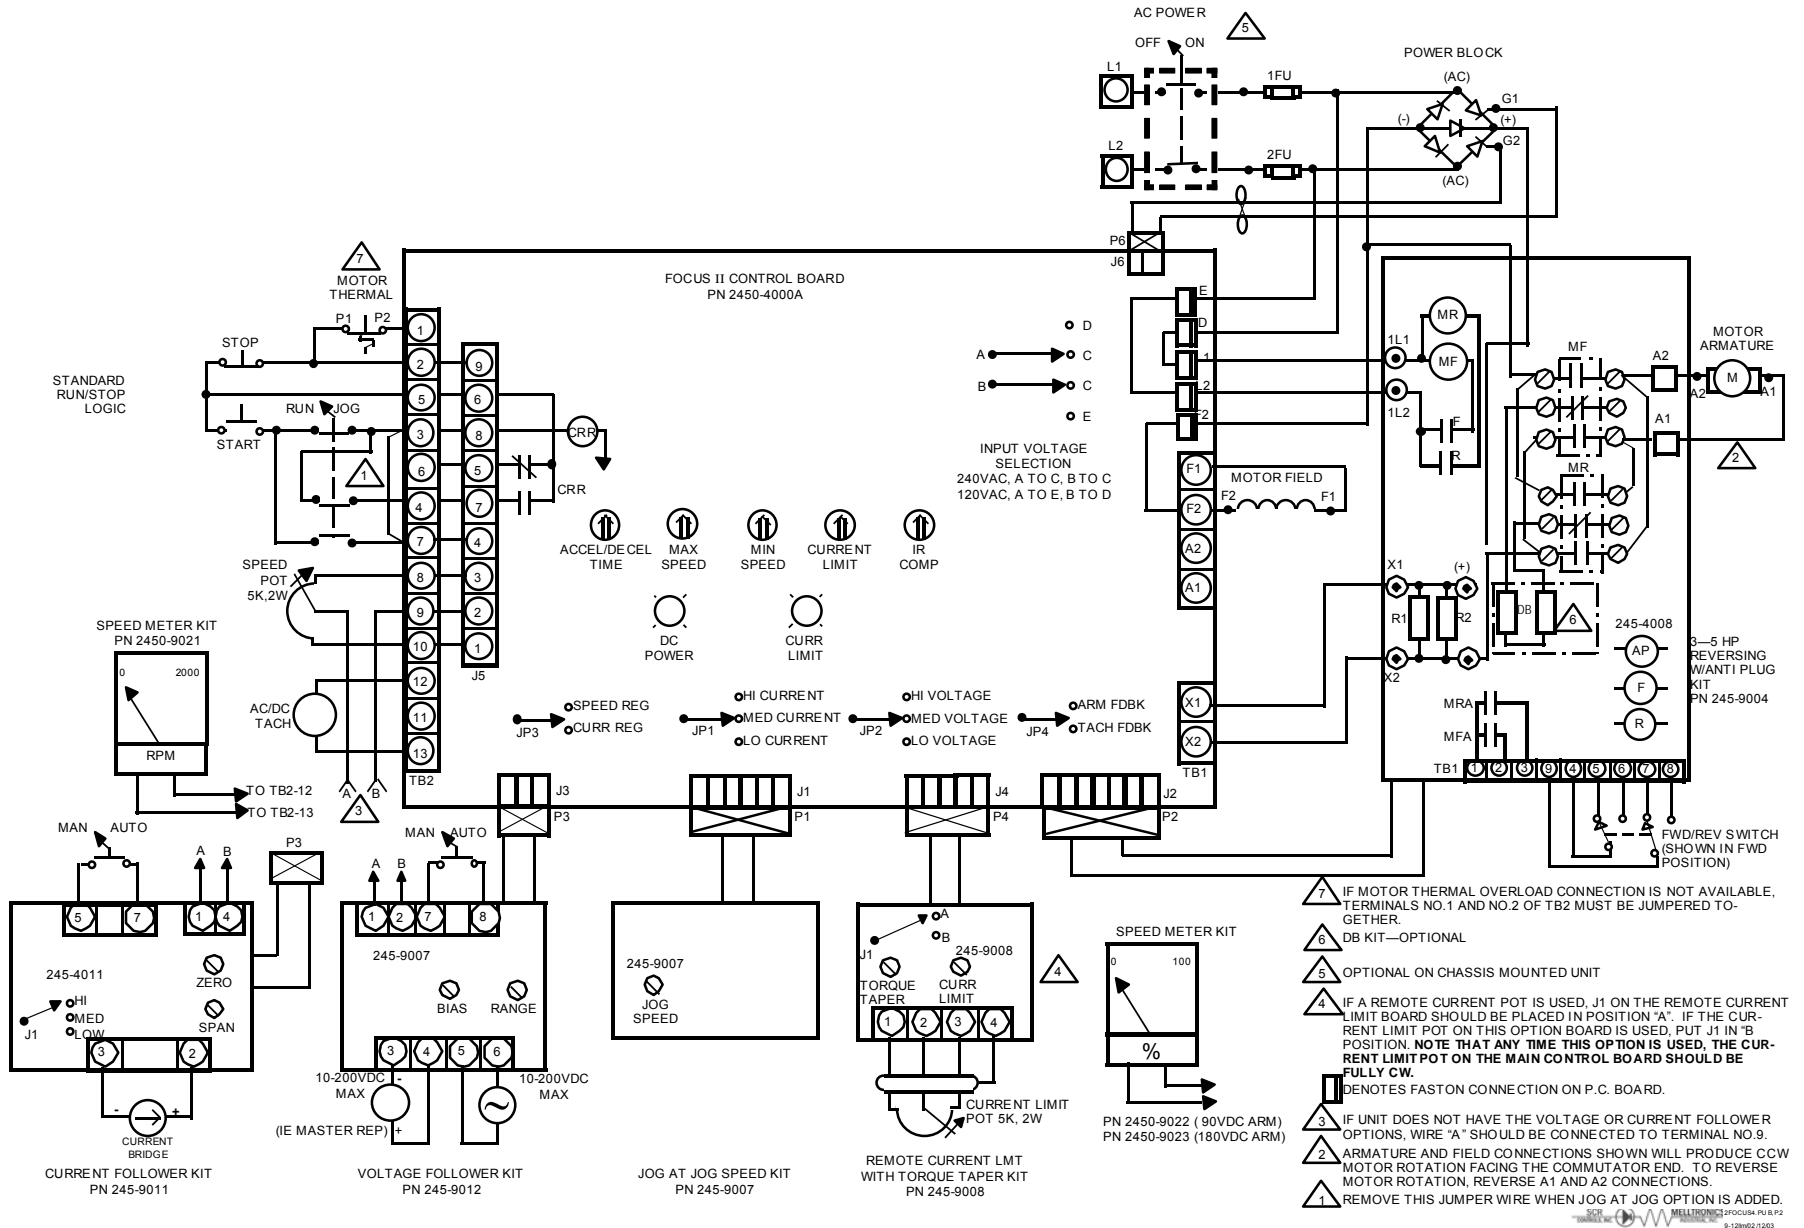 AC POWER
5
OFF ON
POWER BLOCK
L1
1FU
(AC)
G1
(-)
(+)
L2
2FU
G2
(AC)
7
MOTOR
THERMAL
P1 P2
STOP
STANDARD
RUN/STOP
LOGIC
RUN JOG
START
1
SPEED
POT
5K,2W
FOCUS II CONTROL BOARD
PN 2450-4000A
P6
J6
1
2
5
3
6
4
7
8
9
10
12
11
13
TB2
9
6
8
5
7
4
3
2
1
J5
CRR
CRR
A
B
D
C
C
E
INPUT VOLTAGE
SELECTION
240VAC, A TO C, B TO C
120VAC, A TO E, B TO D
E
D
1
L2
F2
F1
F2
A2
A1
MOTOR FIELD
F2 F1
ACCEL/DECEL
TIME
MAX
SPEED
MIN
SPEED
CURRENT
LIMIT
IR
COMP
DC
POWER
CURR
LIMIT
SPEED REG
CURR REG
JP3
HI CURRENT
MED CURRENT
LO CURRENT
JP1
HI VOLTAGE
MED VOLTAGE
LO VOLTAGE
JP2
ARM FDBK
TACH FDBK
JP4
X1
X2
TB1
J3
P3
J1
P1
J4
P4
J2
P2
SPEED METER KIT
PN 2450-9021
0 2000
RPM
AC/DC
TACH
TO TB2-12
TO TB2-13
A B
3
1L1
1L2
MR
MF
F
R
MF
MR
A2
A1
MOTOR
ARMATURE
M
A2
A1
2
X1
(+)
R1
R2
X2
DB
6
245-4008
AP
F
R
3—5 HP
REVERSING
W/ANTI PLUG
KIT
PN 245-9004
MRA
MFA
TB1
1 2 3 9 4 5 6 7 8
FWD/REV SWITCH
(SHOWN IN FWD
POSITION)
MAN AUTO
A B
P3
5 7 1 4
245-4011
ZERO
SPAN
HI
MED
LOW
J1
3 2
- +
CURRENT
BRIDGE
CURRENT FOLLOWER KIT
PN 245-9011
MAN AUTO
A B
1 2 7 8
245-9007
BIAS
RANGE
3 4 5 6
10-200VDC
MAX
-
+
(IE MASTER REP)
10-200VDC
MAX
VOLTAGE FOLLOWER KIT
PN 245-9012
245-9007
JOG
SPEED
JOG AT JOG SPEED KIT
PN 245-9007
A
B
J1
245-9008
TORQUE
TAPER
CURR
LIMIT
1 2 3 4
4
CURRENT LIMIT
POT 5K, 2W
REMOTE CURRENT LMT
WITH TORQUE TAPER KIT
PN 245-9008
SPEED METER KIT
0 100
%
PN 2450-9022 ( 90VDC ARM)
PN 2450-9023 (180VDC ARM)
7 IF MOTOR THERMAL OVERLOAD CONNECTION IS NOT AVAILABLE,
TERMINALS NO.1 AND NO.2 OF TB2 MUST BE JUMPERED TO-
GETHER.
6 DB KIT—OPTIONAL
5 OPTIONAL ON CHASSIS MOUNTED UNIT
4 IF A REMOTE CURRENT POT IS USED, J1 ON THE REMOTE CURRENT
LIMIT BOARD SHOULD BE PLACED IN POSITION “A”. IF THE CUR-
RENT LIMIT POT ON THIS OPTION BOARD IS USED, PUT J1 IN “B
POSITION. NOTE THAT ANY TIME THIS OPTION IS USED, THE CUR-
RENT LIMIT POT ON THE MAIN CONTROL BOARD SHOULD BE
FULLY CW.
DENOTES FASTON CONNECTION ON P.C. BOARD.
3 IF UNIT DOES NOT HAVE THE VOLTAGE OR CURRENT FOLLOWER
OPTIONS, WIRE “A” SHOULD BE CONNECTED TO TERMINAL NO.9.
2 ARMATURE AND FIELD CONNECTIONS SHOWN WILL PRODUCE CCW
MOTOR ROTATION FACING THE COMMUTATOR END. TO REVERSE
MOTOR ROTATION, REVERSE A1 AND A2 CONNECTIONS.
1 REMOVE THIS JUMPER WIRE WHEN JOG AT JOG OPTION IS ADDED.
SCR
CONTROLS, INC.
MELLTRONICS
INDUSTRIAL, INC.
2FOCUS4.PUB,P2